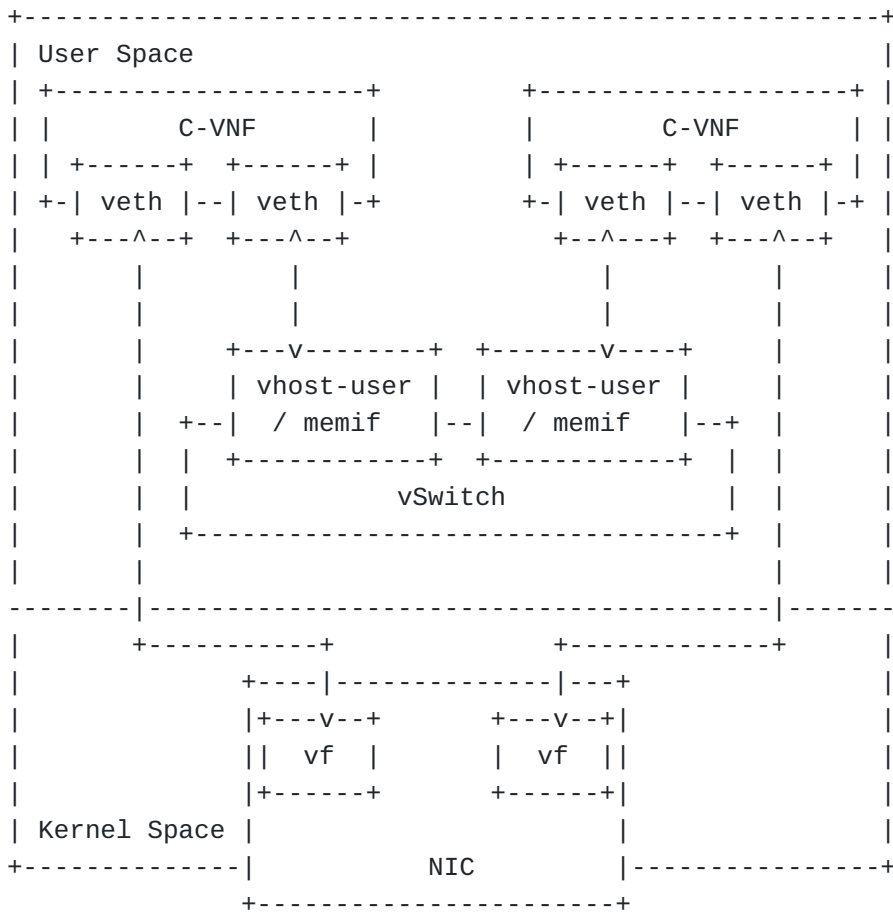 User Space
C-VNF C-VNF
veth veth veth veth
vhost-user vhost-user
/ memif / memif
vSwitch
vf vf
Kernel Space
NIC